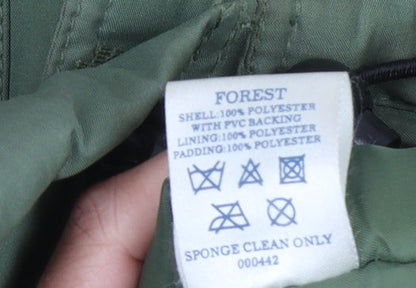 FOREST
SHELL:100% POLYESTER
WITH PVC BACKING
LINING:100% POLYESTER
PADDING:100% POLYESTER
SPONGE CLEAN ONLY
000442